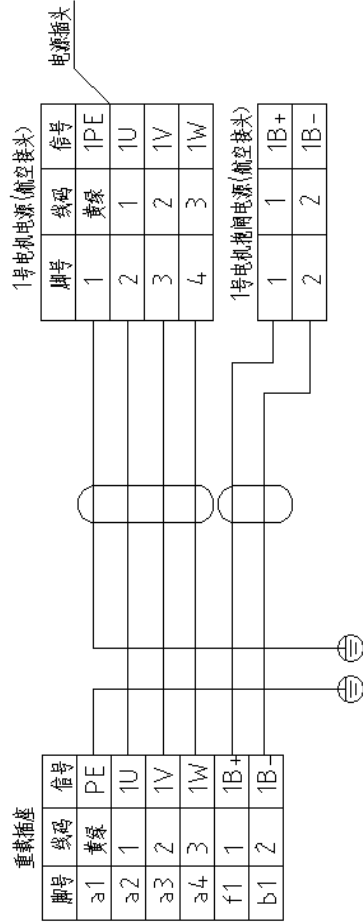 电源插头
1号电机电源(航空接头)
脚号 线码 信号
1 黄绿 1PE
2 1 1U
3 2 1V
4 3 1W
1号电机抱闸电源(航空接头)
1 1 1B+
2 2 1B-
重载插座
脚号 线码 信号
a1 黄绿 PE
a2 1 1U
a3 2 1V
a4 3 1W
f1 1 1B+
b1 2 1B-